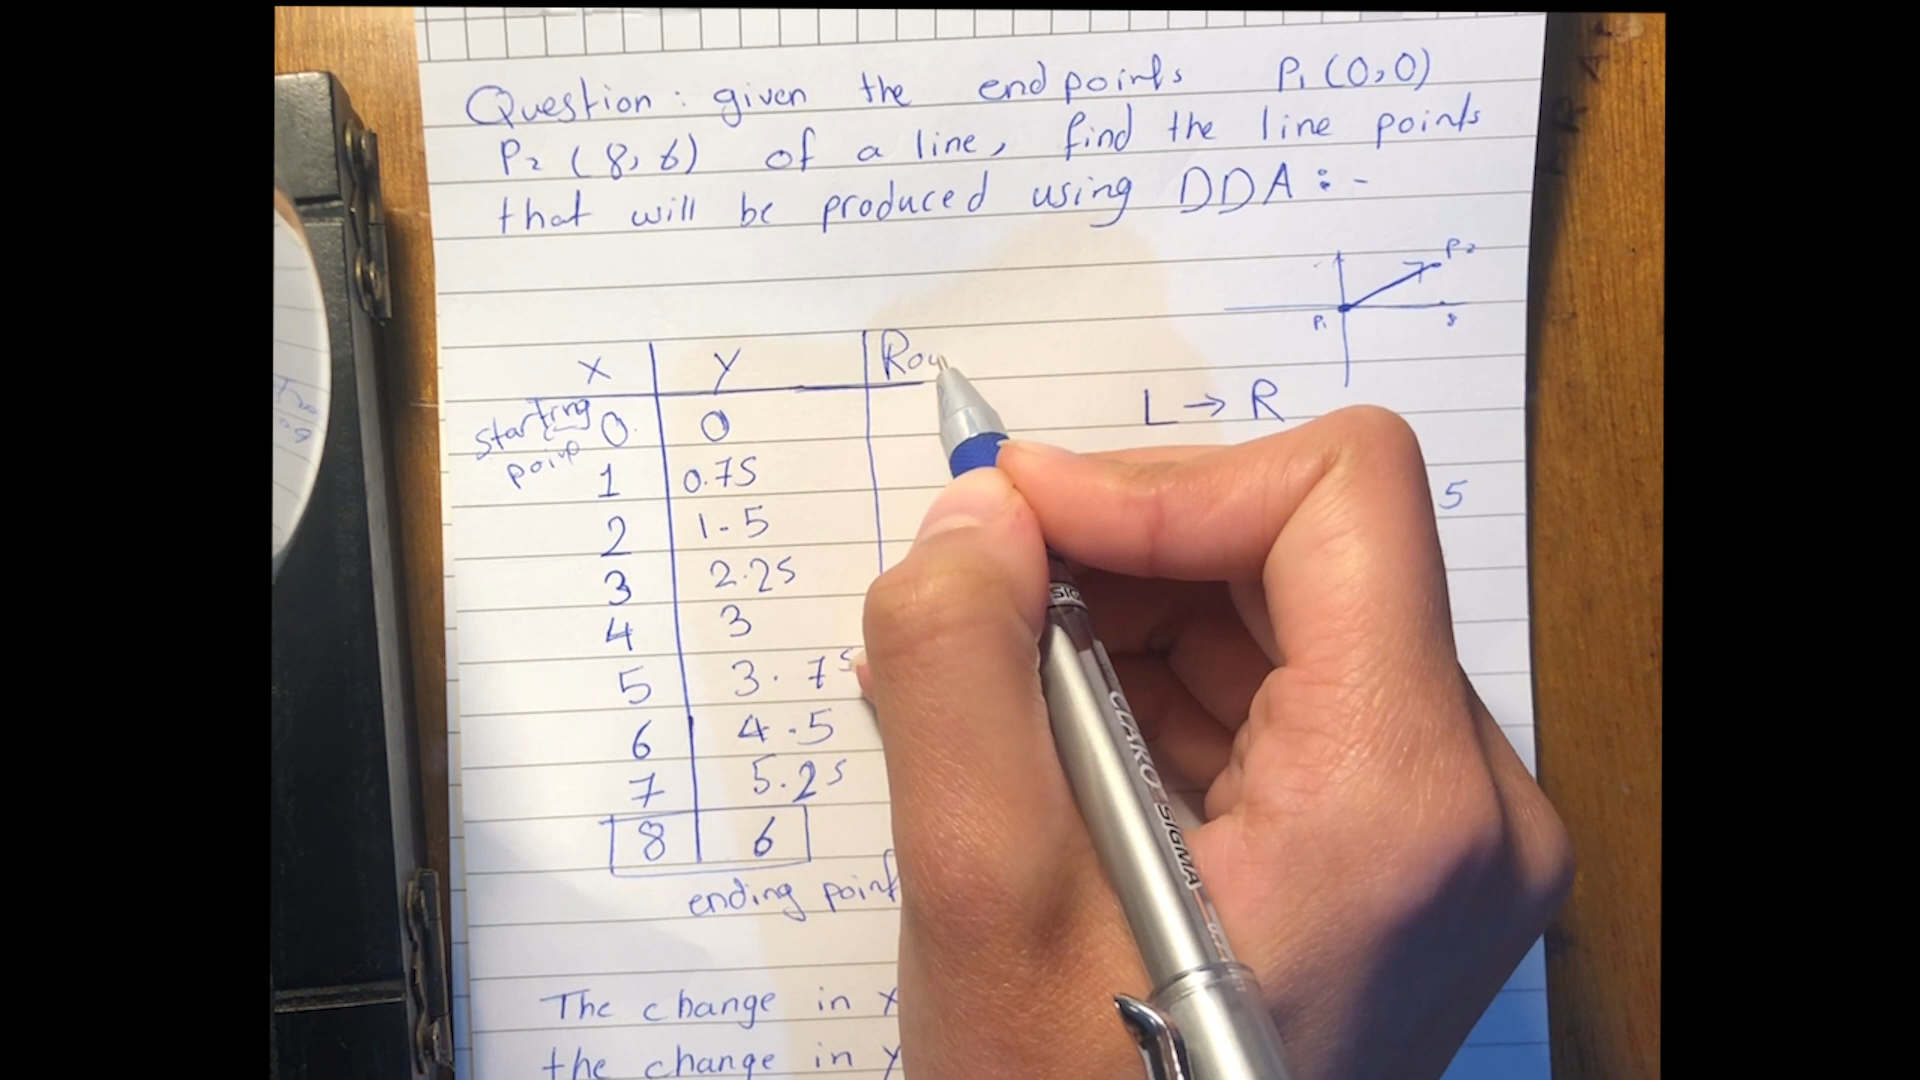 Question: given the end points P1 (0,0)
P2 (8,6) of a line, find the line points
that will be produced using DDA :-
P2
P1 8
X Y Rou
L → R
starting 0 0
point
1 0.75
5
2 1.5
3 2.25
4 3
5 3.75
6 4.5
7 5.25
8 6
ending point
The change in x
the change in y
CLARO SIGMA